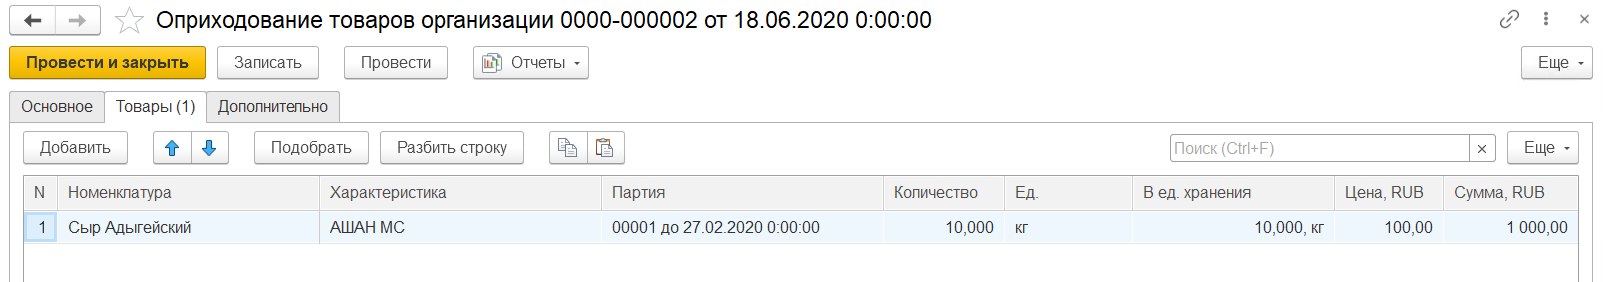 Оприходование товаров организации 0000-000002 от 18.06.2020 0:00:00
Провести и закрыть Записать Провести Отчеты Еще
Основное Товары (1) Дополнительно
Добавить Подобрать Разбить строку Поиск (Ctrl+F) × Еще
N Номенклатура Характеристика Партия Количество Ед. В ед. хранения Цена, RUB Сумма, RUB
1 Сыр Адыгейский АШАН МС 00001 до 27.02.2020 0:00:00 10,000 кг 10,000, кг 100,00 1 000,00